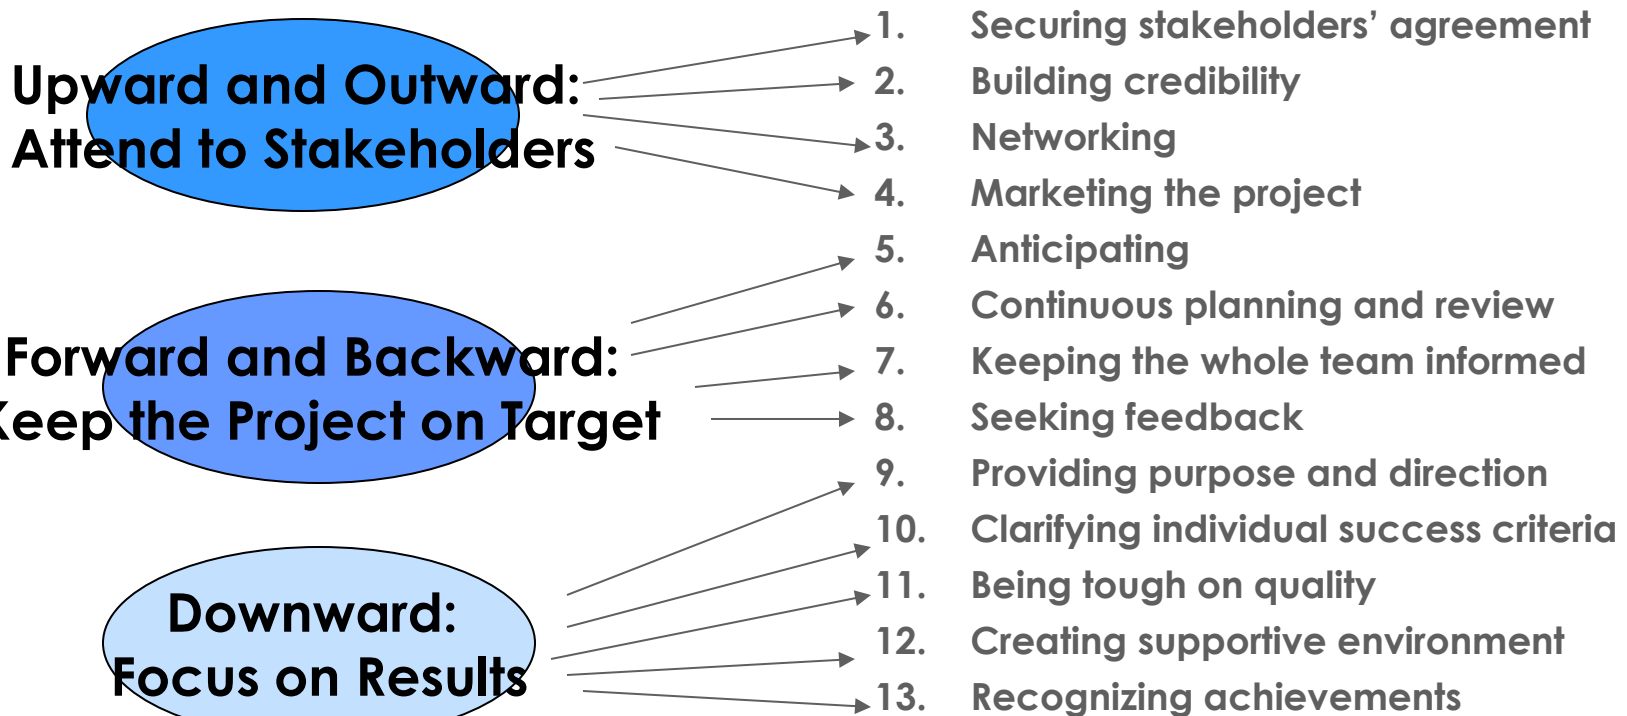 Upward and Outward:
Attend to Stakeholders
Forward and Backward:
Keep the Project on Target
Downward:
Focus on Results
1. Securing stakeholders’ agreement
2. Building credibility
3. Networking
4. Marketing the project
5. Anticipating
6. Continuous planning and review
7. Keeping the whole team informed
8. Seeking feedback
9. Providing purpose and direction
10. Clarifying individual success criteria
11. Being tough on quality
12. Creating supportive environment
13. Recognizing achievements